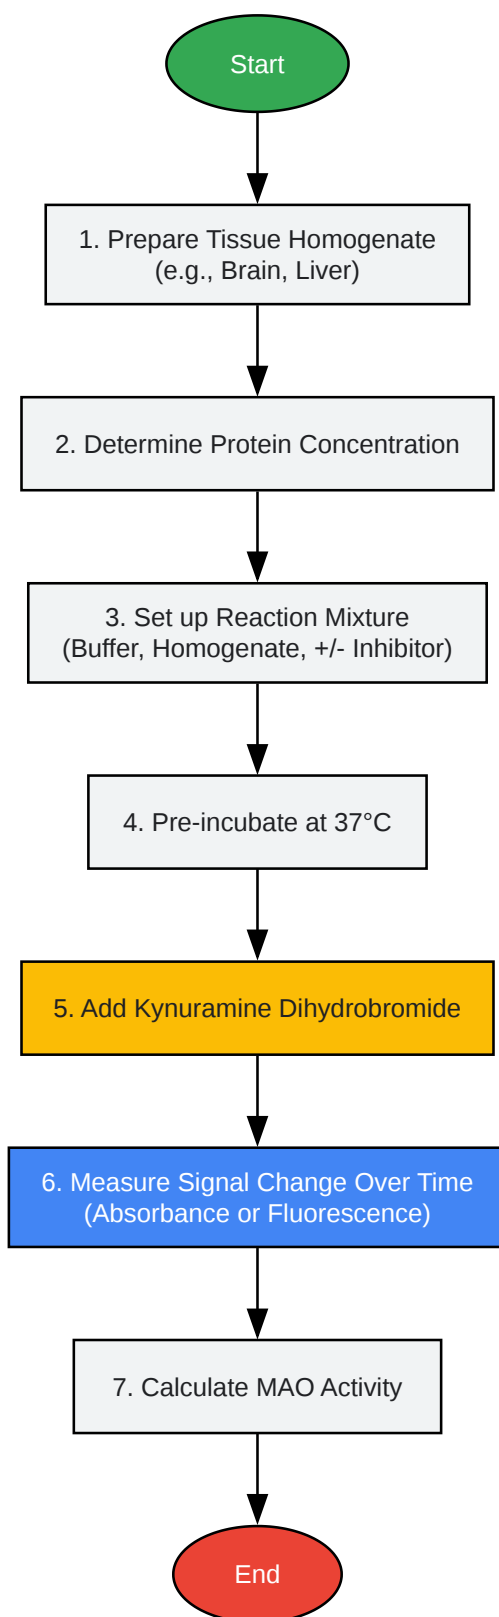 Start
1. Prepare Tissue Homogenate
(e.g., Brain, Liver)
2. Determine Protein Concentration
3. Set up Reaction Mixture
(Buffer, Homogenate, +/- Inhibitor)
4. Pre-incubate at 37°C
5. Add Kynuramine Dihydrobromide
6. Measure Signal Change Over Time
(Absorbance or Fluorescence)
7. Calculate MAO Activity
End